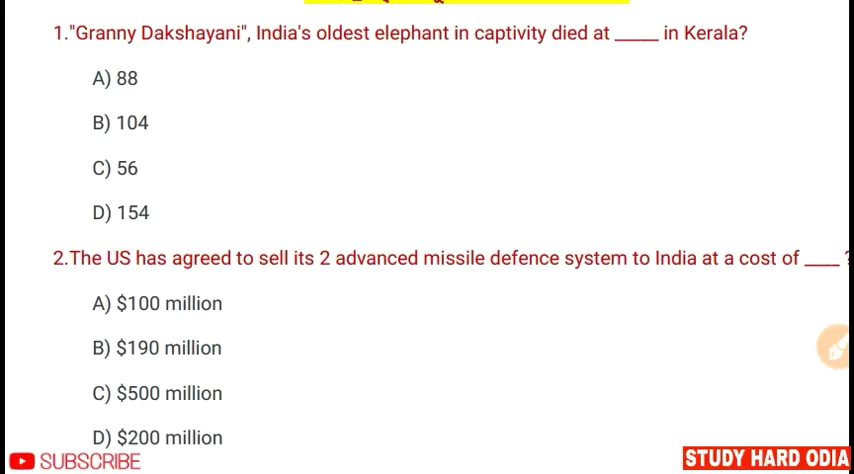 1."Granny Dakshayani", India's oldest elephant in captivity died at _____ in Kerala?
A) 88
B) 104
C) 56
D) 154
2.The US has agreed to sell its 2 advanced missile defence system to India at a cost of ____ ?
A) $100 million
B) $190 million
C) $500 million
D) $200 million
SUBSCRIBE
STUDY HARD ODIA